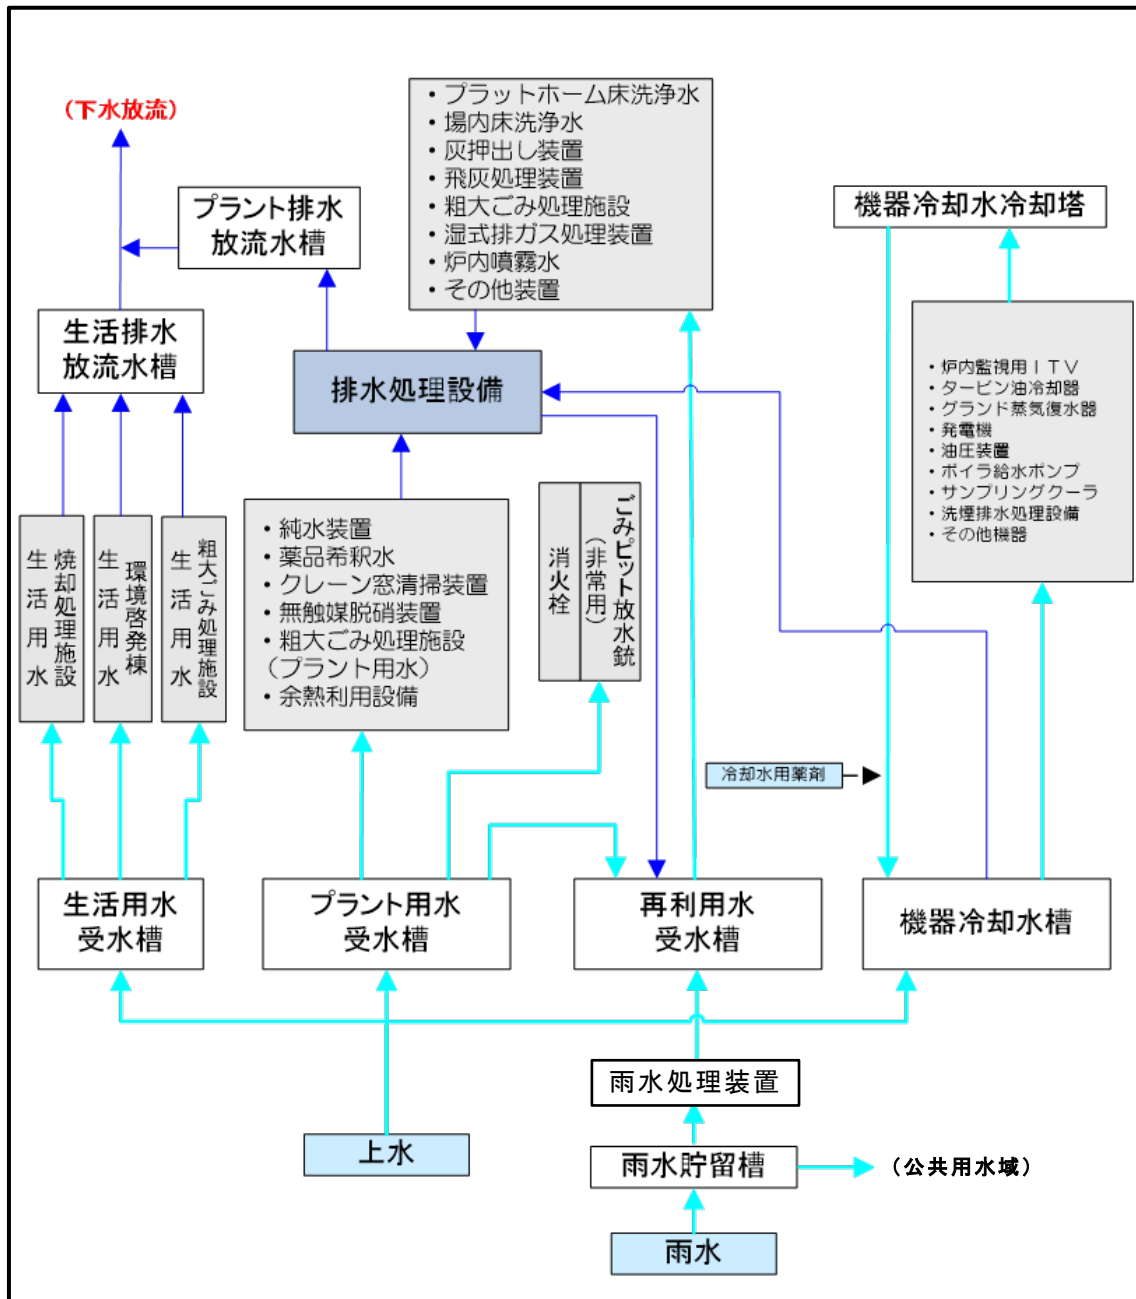 （下水放流）
プラント排水
放流水槽
・プラットホーム床洗浄水
・場内床洗浄水
・灰押出し装置
・飛灰処理装置
・粗大ごみ処理施設
・湿式排ガス処理装置
・炉内噴霧水
・その他装置
機器冷却水冷却塔
生活排水
放流水槽
排水処理設備
・炉内監視用ＩＴＶ
・タービン油冷却器
・グランド蒸気復水器
・発電機
・油圧装置
・ボイラ給水ポンプ
・サンプリングクーラ
・洗煙排水処理設備
・その他機器
焼却処理施設
生活用水
環境啓発棟
生活用水
粗大ごみ処理施設
生活用水
・純水装置
・薬品希釈水
・クレーン窓清掃装置
・無触媒脱硝装置
・粗大ごみ処理施設
（プラント用水）
・余熱利用設備
ごみピット放水銃
（非常用）
消火栓
冷却水用薬剤
生活用水
受水槽
プラント用水
受水槽
再利用水
受水槽
機器冷却水槽
雨水処理装置
上水
雨水貯留槽
（公共用水域）
雨水